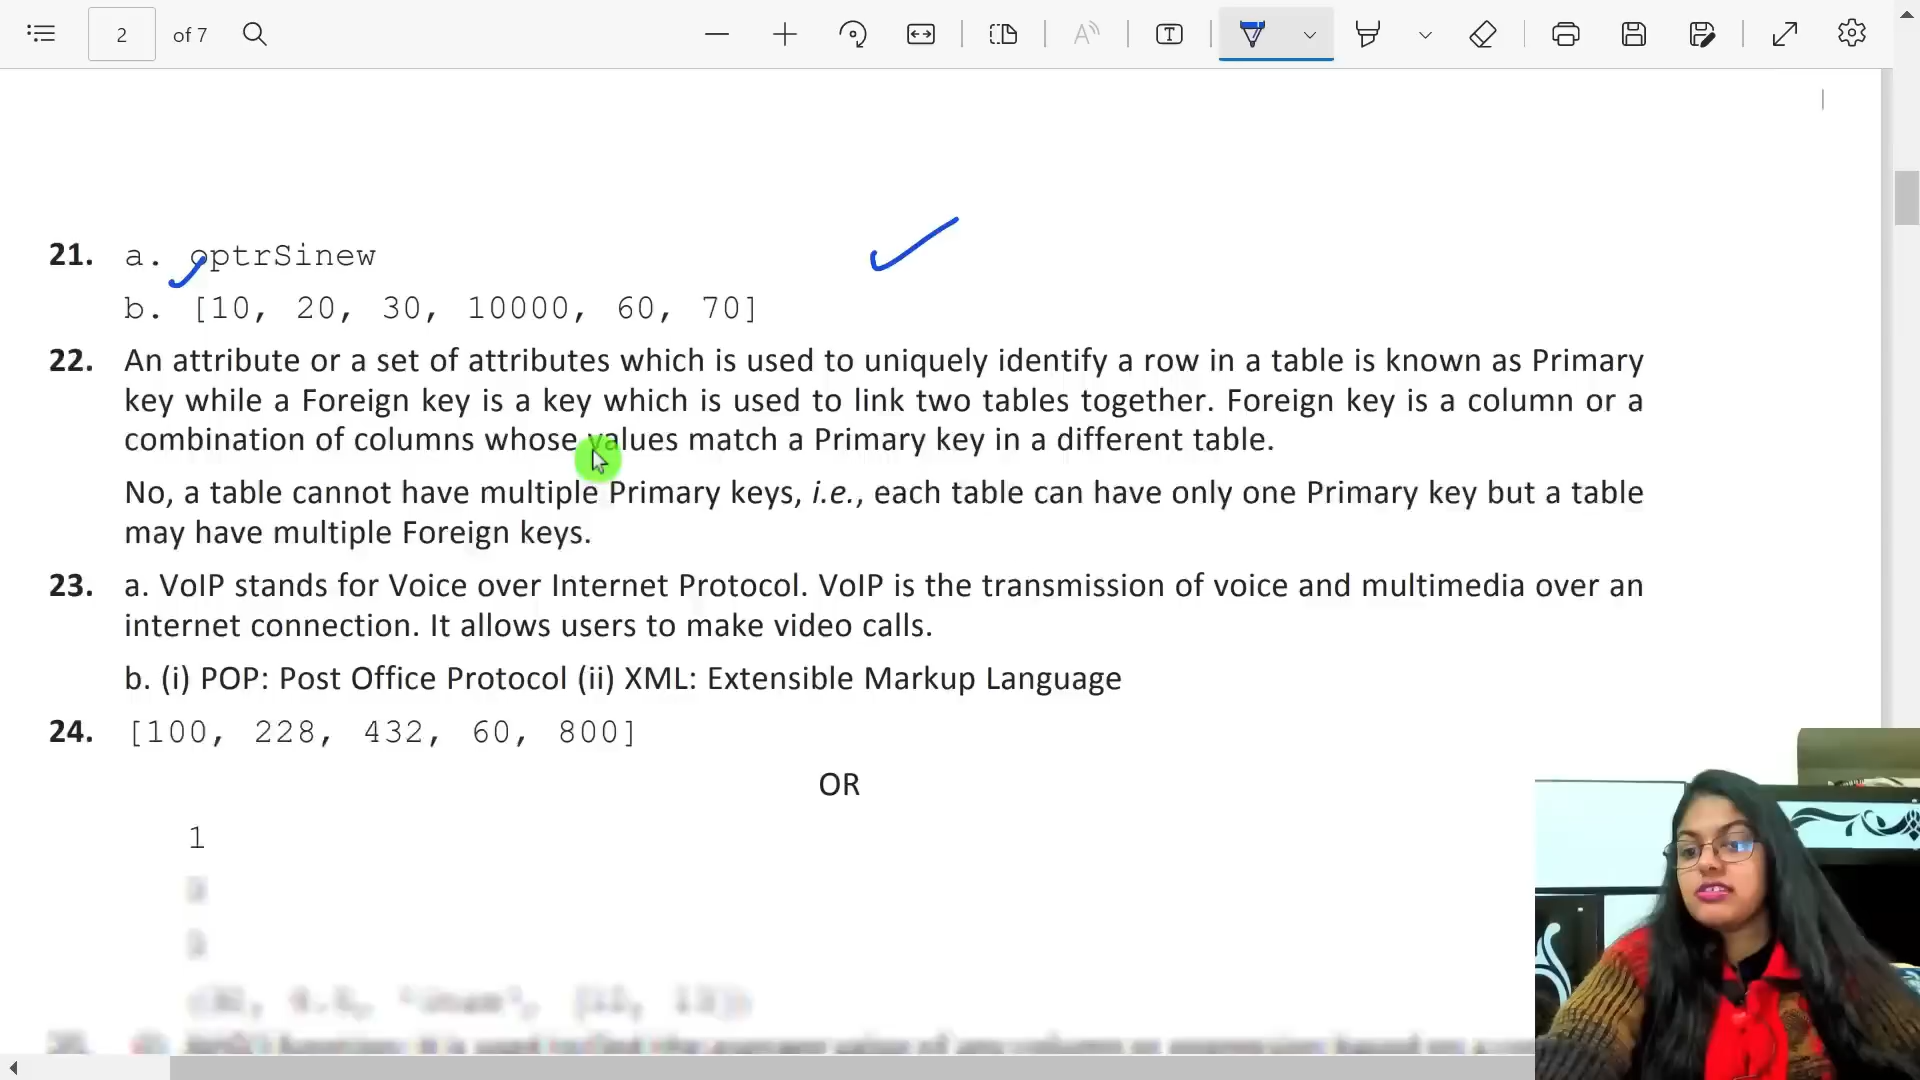 2 of 7
21. a. optrSinew
b. [10, 20, 30, 10000, 60, 70]
22. An attribute or a set of attributes which is used to uniquely identify a row in a table is known as Primary
key while a Foreign key is a key which is used to link two tables together. Foreign key is a column or a
combination of columns whose values match a Primary key in a different table.
No, a table cannot have multiple Primary keys, i.e., each table can have only one Primary key but a table
may have multiple Foreign keys.
23. a. VoIP stands for Voice over Internet Protocol. VoIP is the transmission of voice and multimedia over an
internet connection. It allows users to make video calls.
b. (i) POP: Post Office Protocol (ii) XML: Extensible Markup Language
24. [100, 228, 432, 60, 800]
OR
1